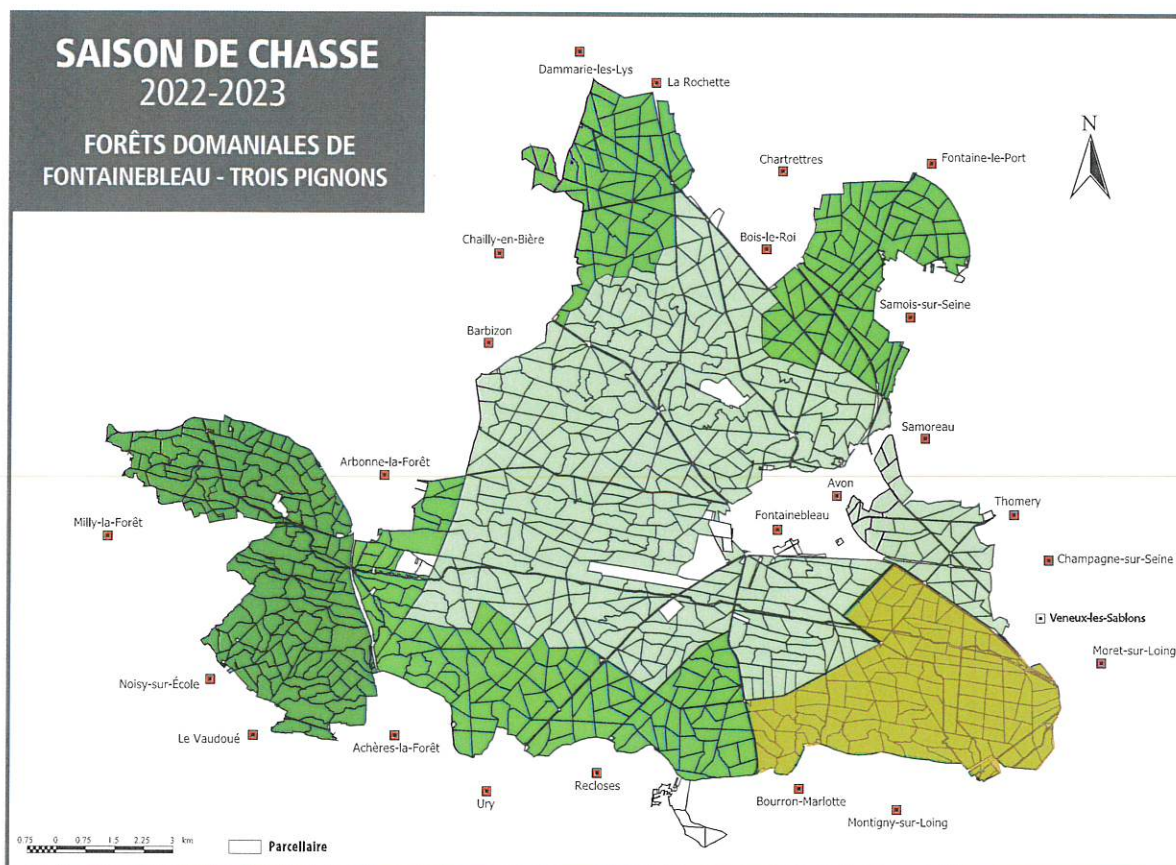 SAISON DE CHASSE
2022-2023
FORÊTS DOMANIALES DE
FONTAINEBLEAU - TROIS PIGNONS
Dammarie-les-Lys
La Rochette
N
Chartrettres
Fontaine-le-Port
Chailly-en-Bière
Bois-le-Roi
Samois-sur-Seine
Barbizon
Samoreau
Arbonne-la-Forêt
Avon
Thomery
Milly-la-Forêt
Fontainebleau
Champagne-sur-Seine
Veneux-les-Sablons
Moret-sur-Loing
Noisy-sur-École
Le Vaudoué
Achères-la-Forêt
Recloses
Ury
Bourron-Marlotte
Montigny-sur-Loing
0.75 0 0.75 1.5 2.25 3 km
Parcellaire